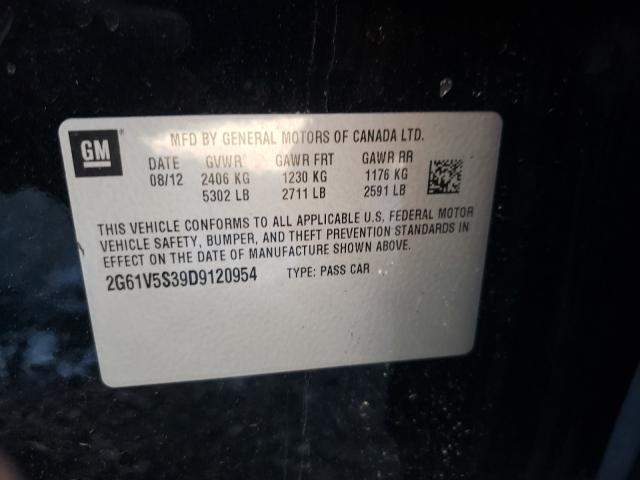 GM
MFD BY GENERAL MOTORS OF CANADA LTD.
DATE GVWR GAWR FRT GAWR RR
08/12 2406 KG 1230 KG 1176 KG
5302 LB 2711 LB 2591 LB
THIS VEHICLE CONFORMS TO ALL APPLICABLE U.S. FEDERAL MOTOR
VEHICLE SAFETY, BUMPER, AND THEFT PREVENTION STANDARDS IN
EFFECT ON THE DATE OF MANUFACTURE SHOWN ABOVE.
2G61V5S39D9120954 TYPE: PASS CAR